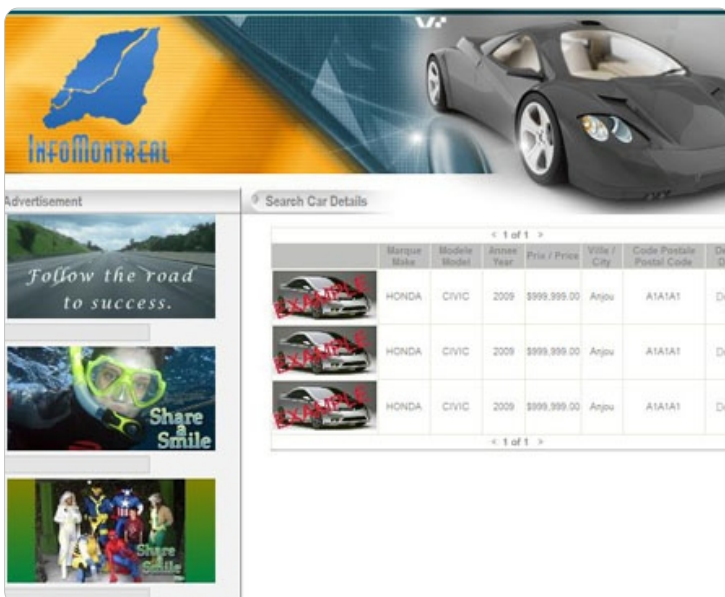 InfoMontreal
Advertisement
Search Car Details
Follow the road
to success.
< 1 of 1 >
Marque Make Modele Model Annee Year Prix / Price Ville / City Code Postale Postal Code
EXAMPLE HONDA CIVIC 2009 $999,999.00 Anjou A1A1A1
EXAMPLE HONDA CIVIC 2009 $999,999.00 Anjou A1A1A1
EXAMPLE HONDA CIVIC 2009 $999,999.00 Anjou A1A1A1
< 1 of 1 >
Share
a
Smile
Share
a
Smile